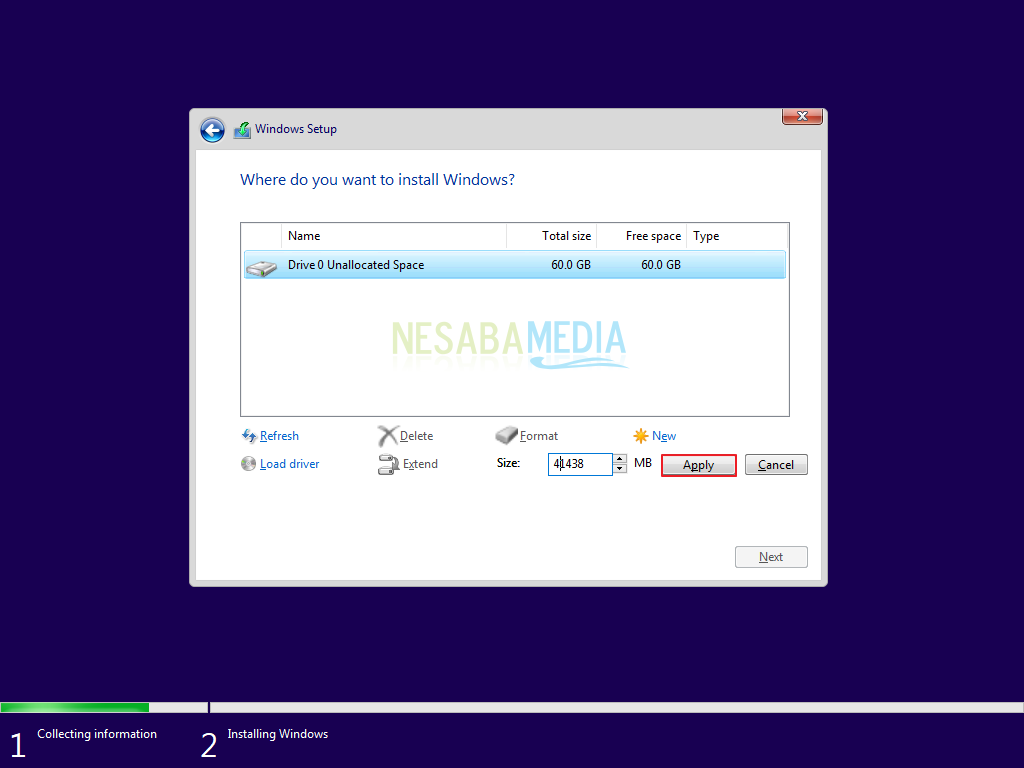 Windows Setup
Where do you want to install Windows?
Name Total size Free space Type
Drive 0 Unallocated Space 60.0 GB 60.0 GB
NESABAMEDIA
Refresh Delete Format New
Load driver Extend Size: 41438 MB Apply Cancel
Next
1 Collecting information 2 Installing Windows